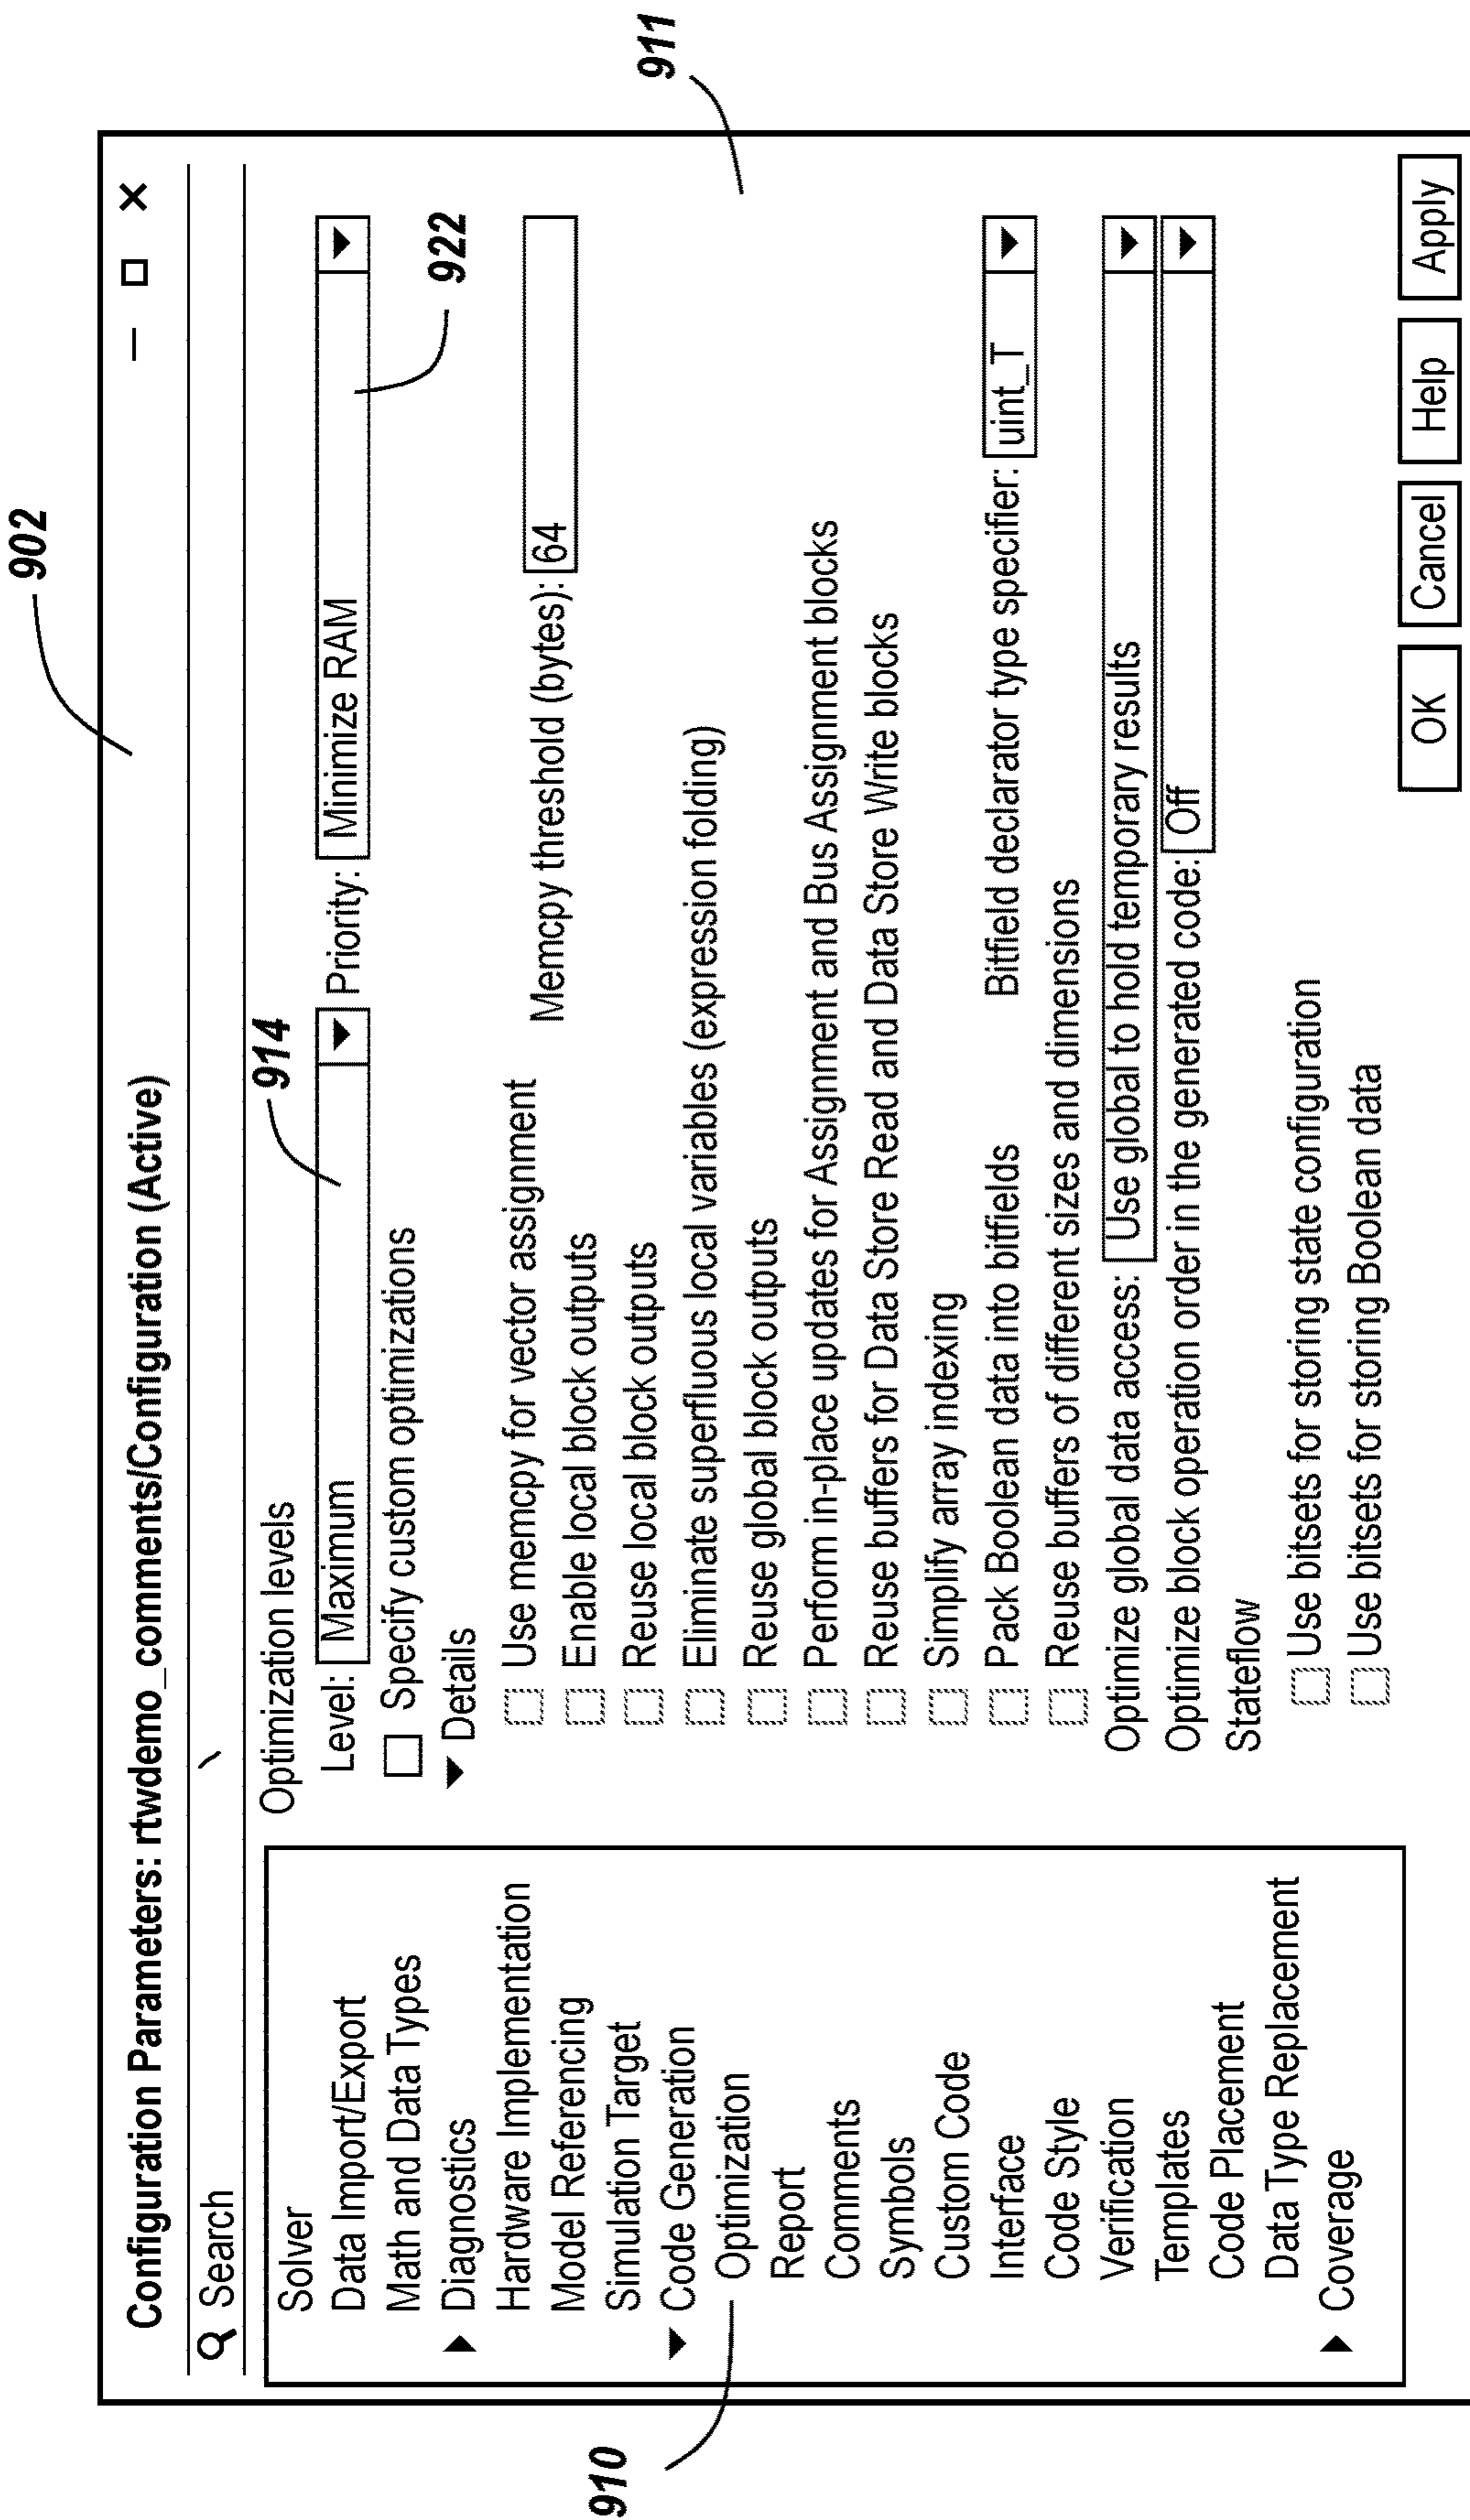 902
Configuration Parameters: rtwdemo_comments/Configuration (Active)
Search
Solver
Data Import/Export
Math and Data Types
Diagnostics
Hardware Implementation
Model Referencing
Simulation Target
Code Generation
Optimization
Report
Comments
Symbols
Custom Code
Interface
Code Style
Verification
Templates
Code Placement
Data Type Replacement
Coverage
910
Optimization levels
914
Level: Maximum Priority: Minimize RAM
922
Specify custom optimizations
Details
Use memcpy for vector assignment Memcpy threshold (bytes): 64
Enable local block outputs
Reuse local block outputs
911
Eliminate superfluous local variables (expression folding)
Reuse global block outputs
Perform in-place updates for Assignment and Bus Assignment blocks
Reuse buffers for Data Store Read and Data Store Write blocks
Simplify array indexing
Pack Boolean data into bitfields Bitfield declarator type specifier: uint_T
Reuse buffers of different sizes and dimensions
Optimize global data access: Use global to hold temporary results
Optimize block operation order in the generated code: Off
Stateflow
Use bitsets for storing state configuration
Use bitsets for storing Boolean data
OK Cancel Help Apply